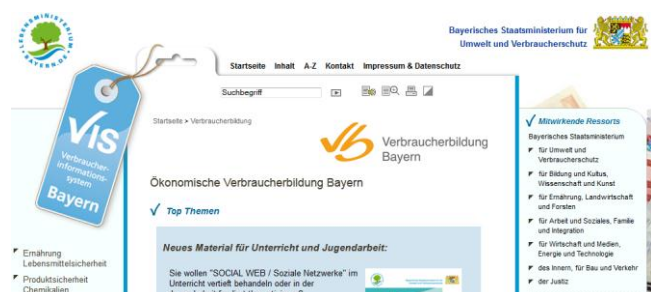 LEBENSMINISTERIUM
BAYERN.DE
Bayerisches Staatsministerium für
Umwelt und Verbraucherschutz
Startseite Inhalt A-Z Kontakt Impressum & Datenschutz
Suchbegriff
VIS
Verbraucher-
informations-
system
Bayern
Startseite > Verbraucherbildung
Verbraucherbildung
Bayern
Ökonomische Verbraucherbildung Bayern
Top Themen
Neues Material für Unterricht und Jugendarbeit:
Sie wollen "SOCIAL WEB / Soziale Netzwerke" im
Unterricht vertieft behandeln oder in der
Ernährung
Lebensmittelsicherheit
Produktsicherheit
Chemikalien
Mitwirkende Ressorts
Bayerisches Staatsministerium
für Umwelt und
Verbraucherschutz
für Bildung und Kultus,
Wissenschaft und Kunst
für Ernährung, Landwirtschaft
und Forsten
für Arbeit und Soziales, Familie
und Integration
für Wirtschaft und Medien,
Energie und Technologie
des Innern, für Bau und Verkehr
der Justiz